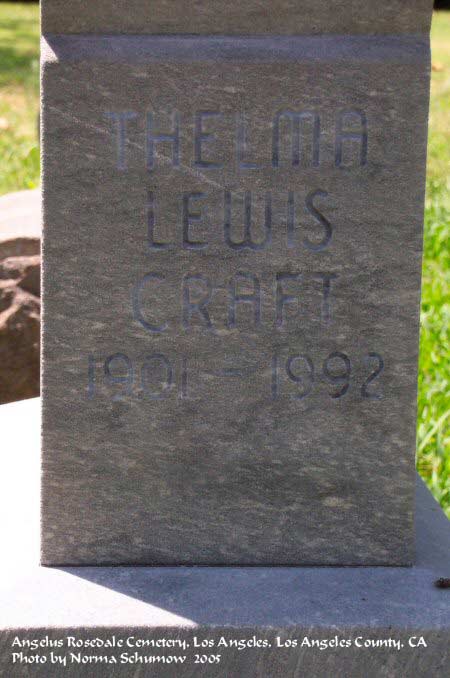 THELMA
LEWIS
CRAFT
1901 – 1992
Angelus Rosedale Cemetery, Los Angeles, Los Angeles County, CA
Photo by Norma Schumow 2005